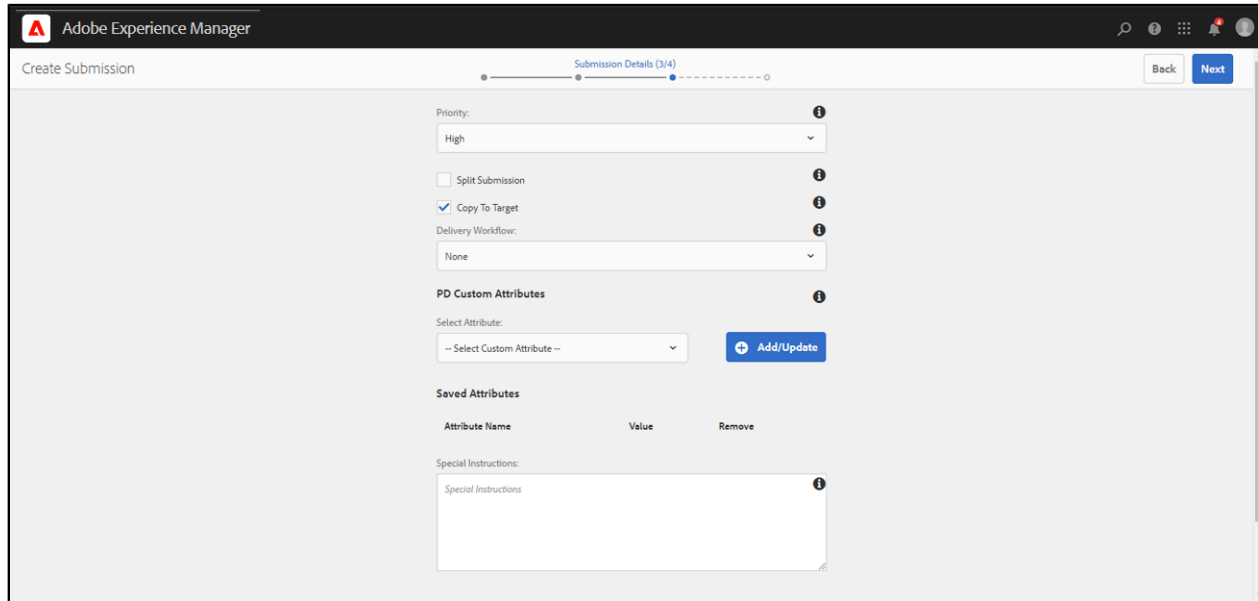 Adobe Experience Manager
4
Create Submission
Submission Details (3/4)
Back
Next
Priority:
High
Split Submission
Copy To Target
Delivery Workflow:
None
PD Custom Attributes
Select Attribute:
-- Select Custom Attribute --
Add/Update
Saved Attributes
Attribute Name Value Remove
Special Instructions:
Special Instructions